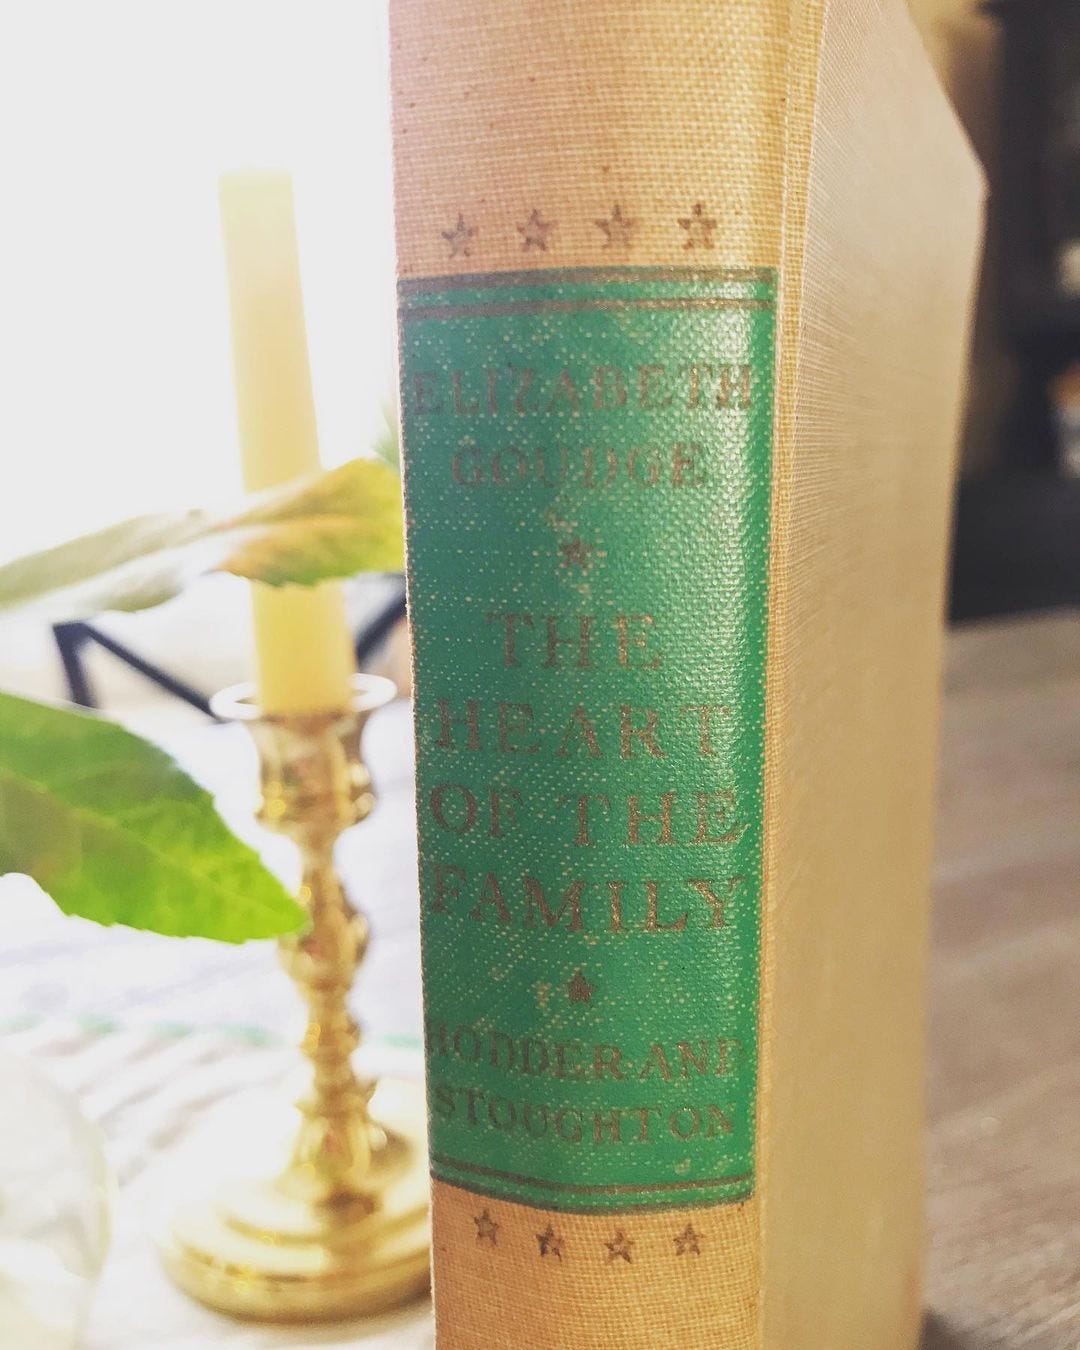 ELIZABETH
GOUDGE
THE
HEART
OF THE
FAMILY
HODDER AND
STOUGHTON